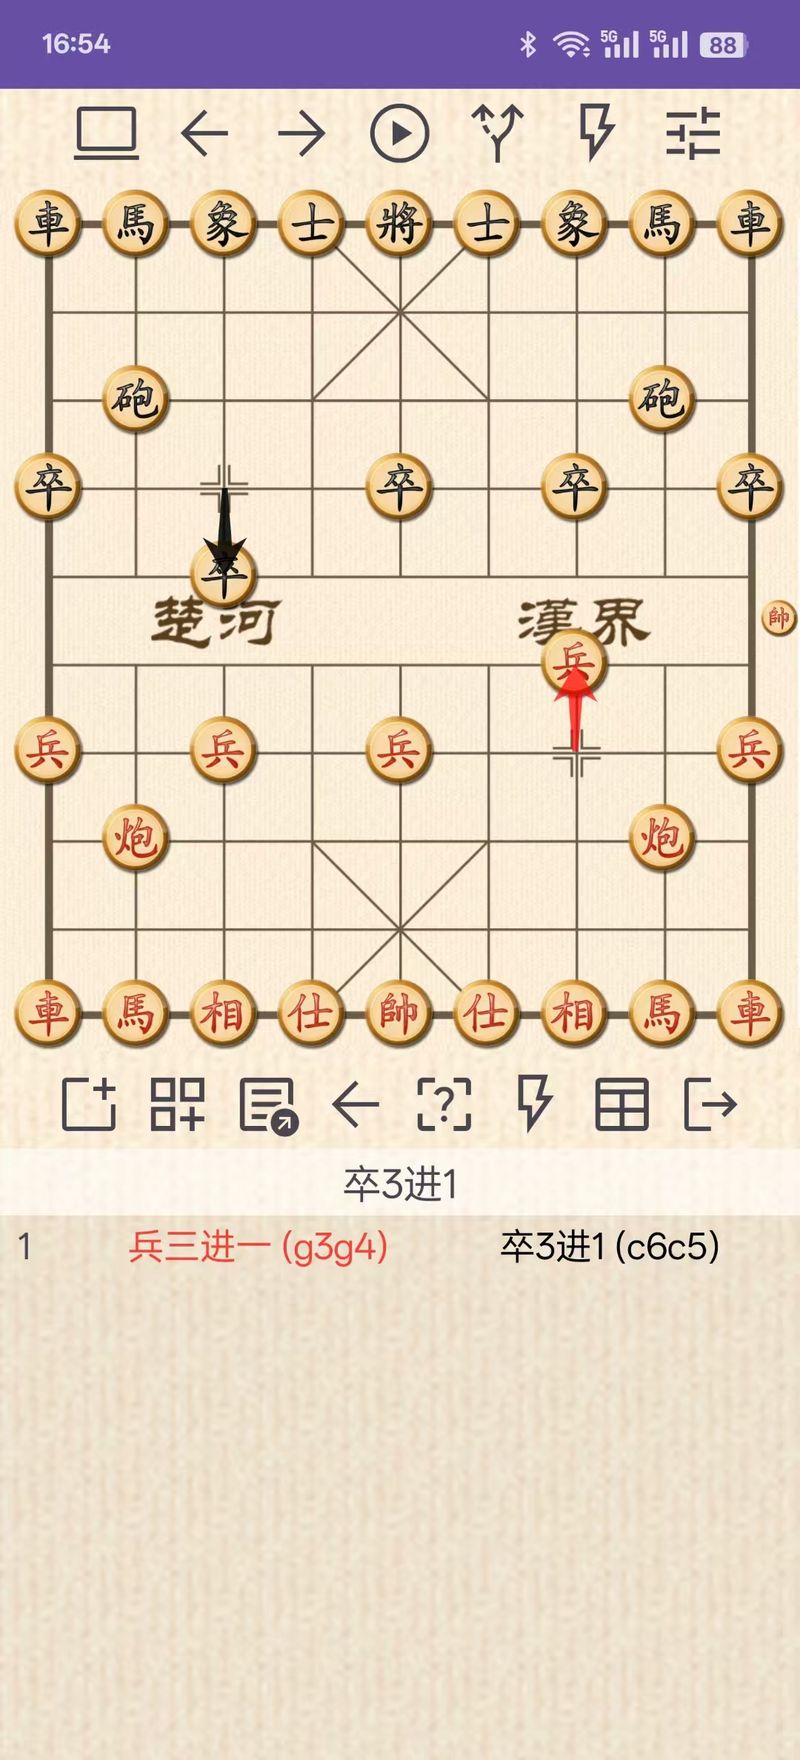 16:54 5G 5G 88
車 馬 象 士 將 士 象 馬 車
砲 砲
卒 卒 卒 卒
卒
楚河 漢界
帥
兵
兵 兵 兵 兵
炮 炮
車 馬 相 仕 帥 仕 相 馬 車
卒3进1
1 兵三进一 (g3g4) 卒3进1 (c6c5)